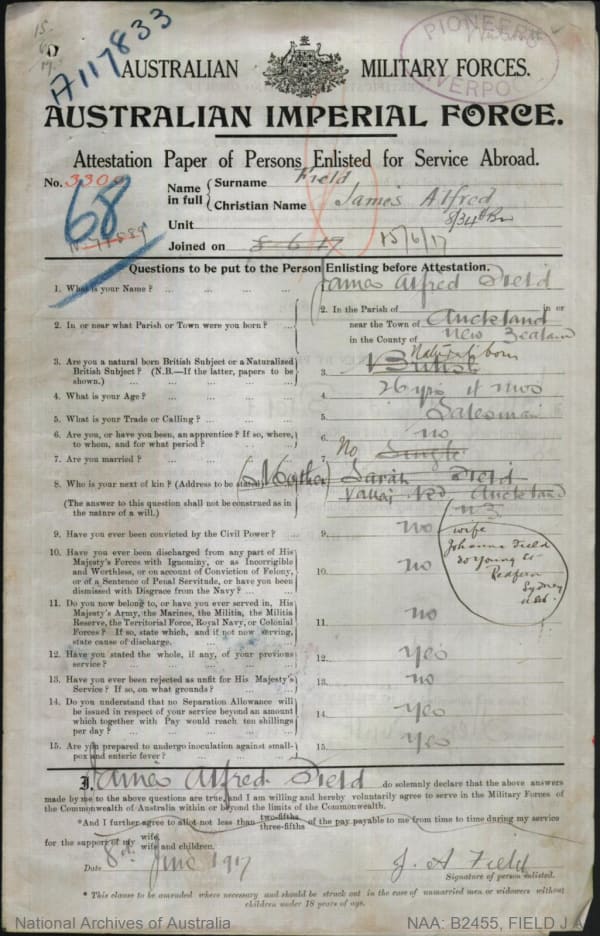 A117833
PIONEER
LIVERPOOL
AUSTRALIAN MILITARY FORCES.
AUSTRALIAN IMPERIAL FORCE.
Attestation Paper of Persons Enlisted for Service Abroad.
No.
68
Name in full { Surname Field
Christian Name James Alfred
Unit 8/34th Bn
Joined on 8-6-17 15/6/17
Questions to be put to the Person Enlisting before Attestation.
1. What is your Name ? ... James Alfred Field
2. In or near what Parish or Town were you born ? ... 2. In the Parish of in or
near the Town of Auckland
in the County of New Zealand
3. Are you a natural born British Subject or a Naturalized
British Subject ? (N.B.—If the latter, papers to be
shown.) ... 3. Natural born
British
4. What is your Age ? ... 4.
5. What is your Trade or Calling ? ... 5. Salesman
6. Are you, or have you been, an apprentice ? If so, where,
to whom, and for what period ? 6. no
7. Are you married ? ... 7. No Single
8. Who is your next of kin ? (Address to be stated) (Mother) Sarah Field
Auckland
NZ
(The answer to this question shall not be construed as in
the nature of a will.)
wife
Johanna Field
30 Young St
Redfern
Sydney
9. Have you ever been convicted by the Civil Power ? ... 9. no
10. Have you ever been discharged from any part of His
Majesty's Forces with Ignominy, or as Incorrigible
and Worthless, or on account of Conviction of Felony,
or of a Sentence of Penal Servitude, or have you been
dismissed with Disgrace from the Navy ? ... 10. no
11. Do you now belong to, or have you ever served in, His
Majesty's Army, the Marines, the Militia, the Militia
Reserve, the Territorial Force, Royal Navy, or Colonial
Forces ? If so, state which, and if not now serving,
state cause of discharge. ... 11. no
12. Have you stated the whole, if any, of your previous
service ? ... 12. yes
13. Have you ever been rejected as unfit for His Majesty's
Service ? If so, on what grounds ? ... 13. no
14. Do you understand that no Separation Allowance will
be issued in respect of your service beyond an amount
which together with Pay would reach ten shillings
per day ? ... 14. yes
15. Are you prepared to undergo inoculation against small-
pox and enteric fever ? ... 15. yes
I, James Alfred Field do solemnly declare that the above answers
made by me to the above questions are true, and I am willing and hereby voluntarily agree to serve in the Military Forces of
the Commonwealth of Australia within or beyond the limits of the Commonwealth.
*And I further agree to allot not less than two-fifths three-fifths of the pay payable to me from time to time during my service
for the support of my wife. wife and children.
Date 8th June 1917 J. A Field
Signature of person enlisted.
* This clause to be amended where necessary and should be struck out in the case of unmarried men or widowers without
children under 18 years of age.
National Archives of Australia NAA: B2455, FIELD J A